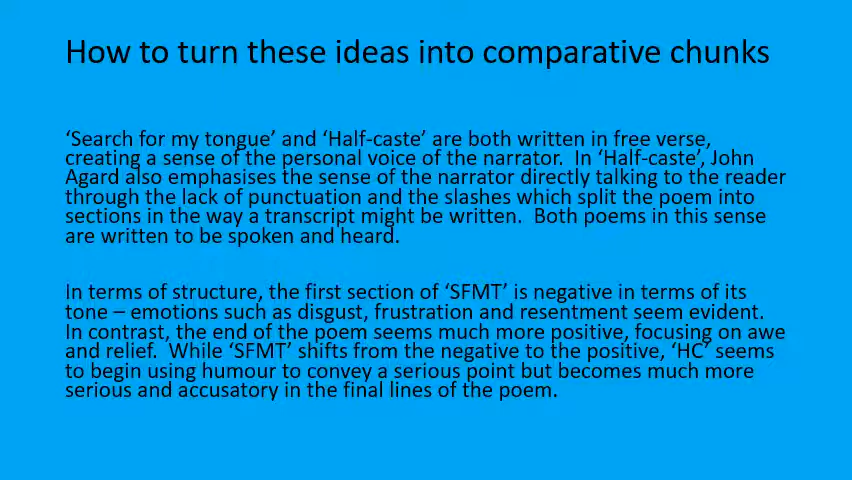 How to turn these ideas into comparative chunks
‘Search for my tongue’ and ‘Half-caste’ are both written in free verse,
creating a sense of the personal voice of the narrator.  In ‘Half-caste’, John
Agard also emphasises the sense of the narrator directly talking to the reader
through the lack of punctuation and the slashes which split the poem into
sections in the way a transcript might be written.  Both poems in this sense
are written to be spoken and heard.
In terms of structure, the first section of ‘SFMT’ is negative in terms of its
tone – emotions such as disgust, frustration and resentment seem evident.
In contrast, the end of the poem seems much more positive, focusing on awe
and relief.  While ‘SFMT’ shifts from the negative to the positive, ‘HC’ seems
to begin using humour to convey a serious point but becomes much more
serious and accusatory in the final lines of the poem.